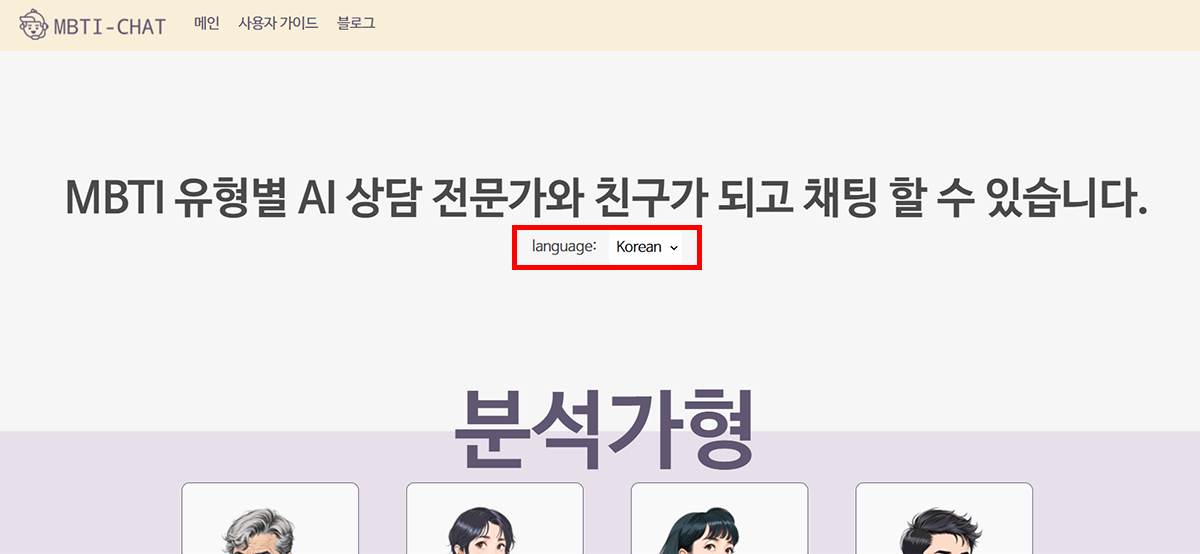 MBTI-CHAT 메인 사용자 가이드 블로그
MBTI 유형별 AI 상담 전문가와 친구가 되고 채팅 할 수 있습니다.
language: Korean
분석가형